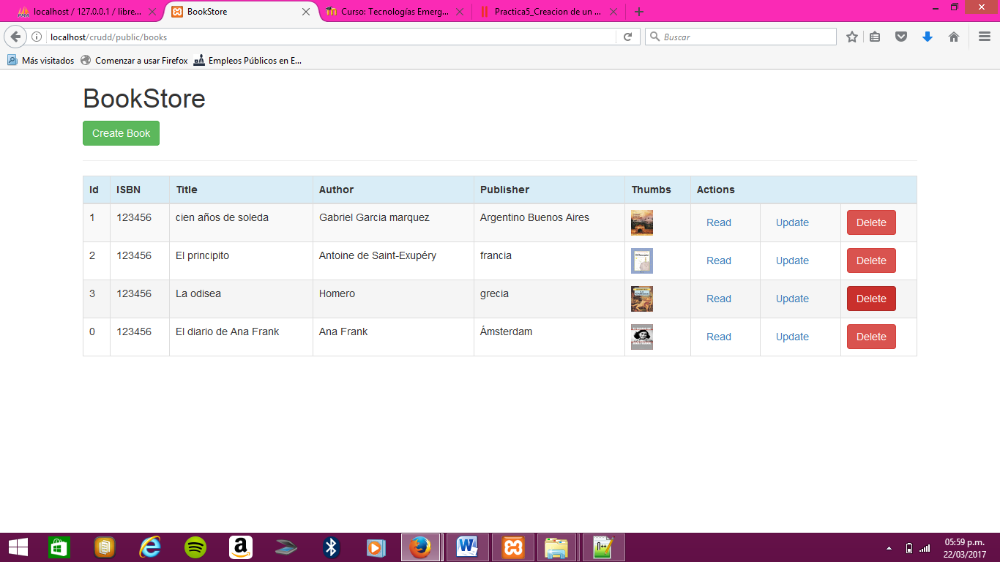 localhost / 127.0.0.1 / libre... BookStore Curso: Tecnologías Emerg... Practica5_Creacion de un ...
localhost/crudd/public/books Buscar
Más visitados Comenzar a usar Firefox Empleos Públicos en E...
BookStore
Create Book
Id ISBN Title Author Publisher Thumbs Actions
1 123456 cien años de soleda Gabriel Garcia marquez Argentino Buenos Aires Read Update Delete
2 123456 El principito Antoine de Saint-Exupéry francia Read Update Delete
3 123456 La odisea Homero grecia Read Update Delete
0 123456 El diario de Ana Frank Ana Frank Ámsterdam Read Update Delete
05:59 p.m.
22/03/2017